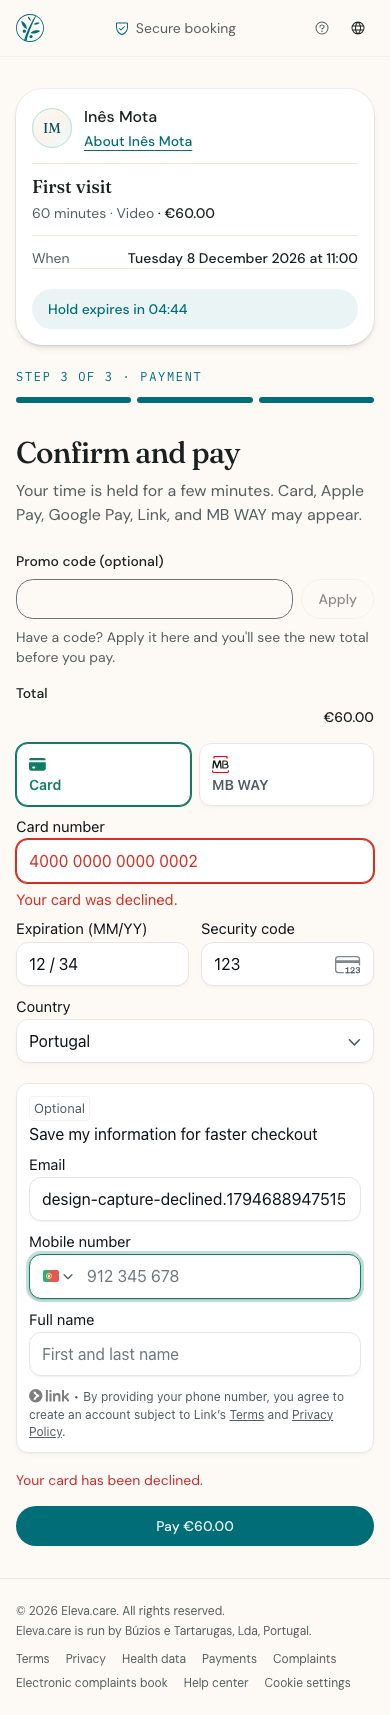 Secure booking
IM
Inês Mota
About Inês Mota
First visit
60 minutes · Video · €60.00
When Tuesday 8 December 2026 at 11:00
Hold expires in 04:44
STEP 3 OF 3 · PAYMENT
Confirm and pay
Your time is held for a few minutes. Card, Apple
Pay, Google Pay, Link, and MB WAY may appear.
Promo code (optional)
Apply
Have a code? Apply it here and you'll see the new total
before you pay.
Total
€60.00
Card
MB
MB WAY
Card number
4000 0000 0000 0002
Your card was declined.
Expiration (MM/YY) Security code
12 / 34 123 123
Country
Portugal
Optional
Save my information for faster checkout
Email
design-capture-declined.1794688947515
Mobile number
912 345 678
Full name
First and last name
link • By providing your phone number, you agree to
create an account subject to Link's Terms and Privacy
Policy.
Your card has been declined.
Pay €60.00
© 2026 Eleva.care. All rights reserved.
Eleva.care is run by Búzios e Tartarugas, Lda, Portugal.
Terms Privacy Health data Payments Complaints
Electronic complaints book Help center Cookie settings